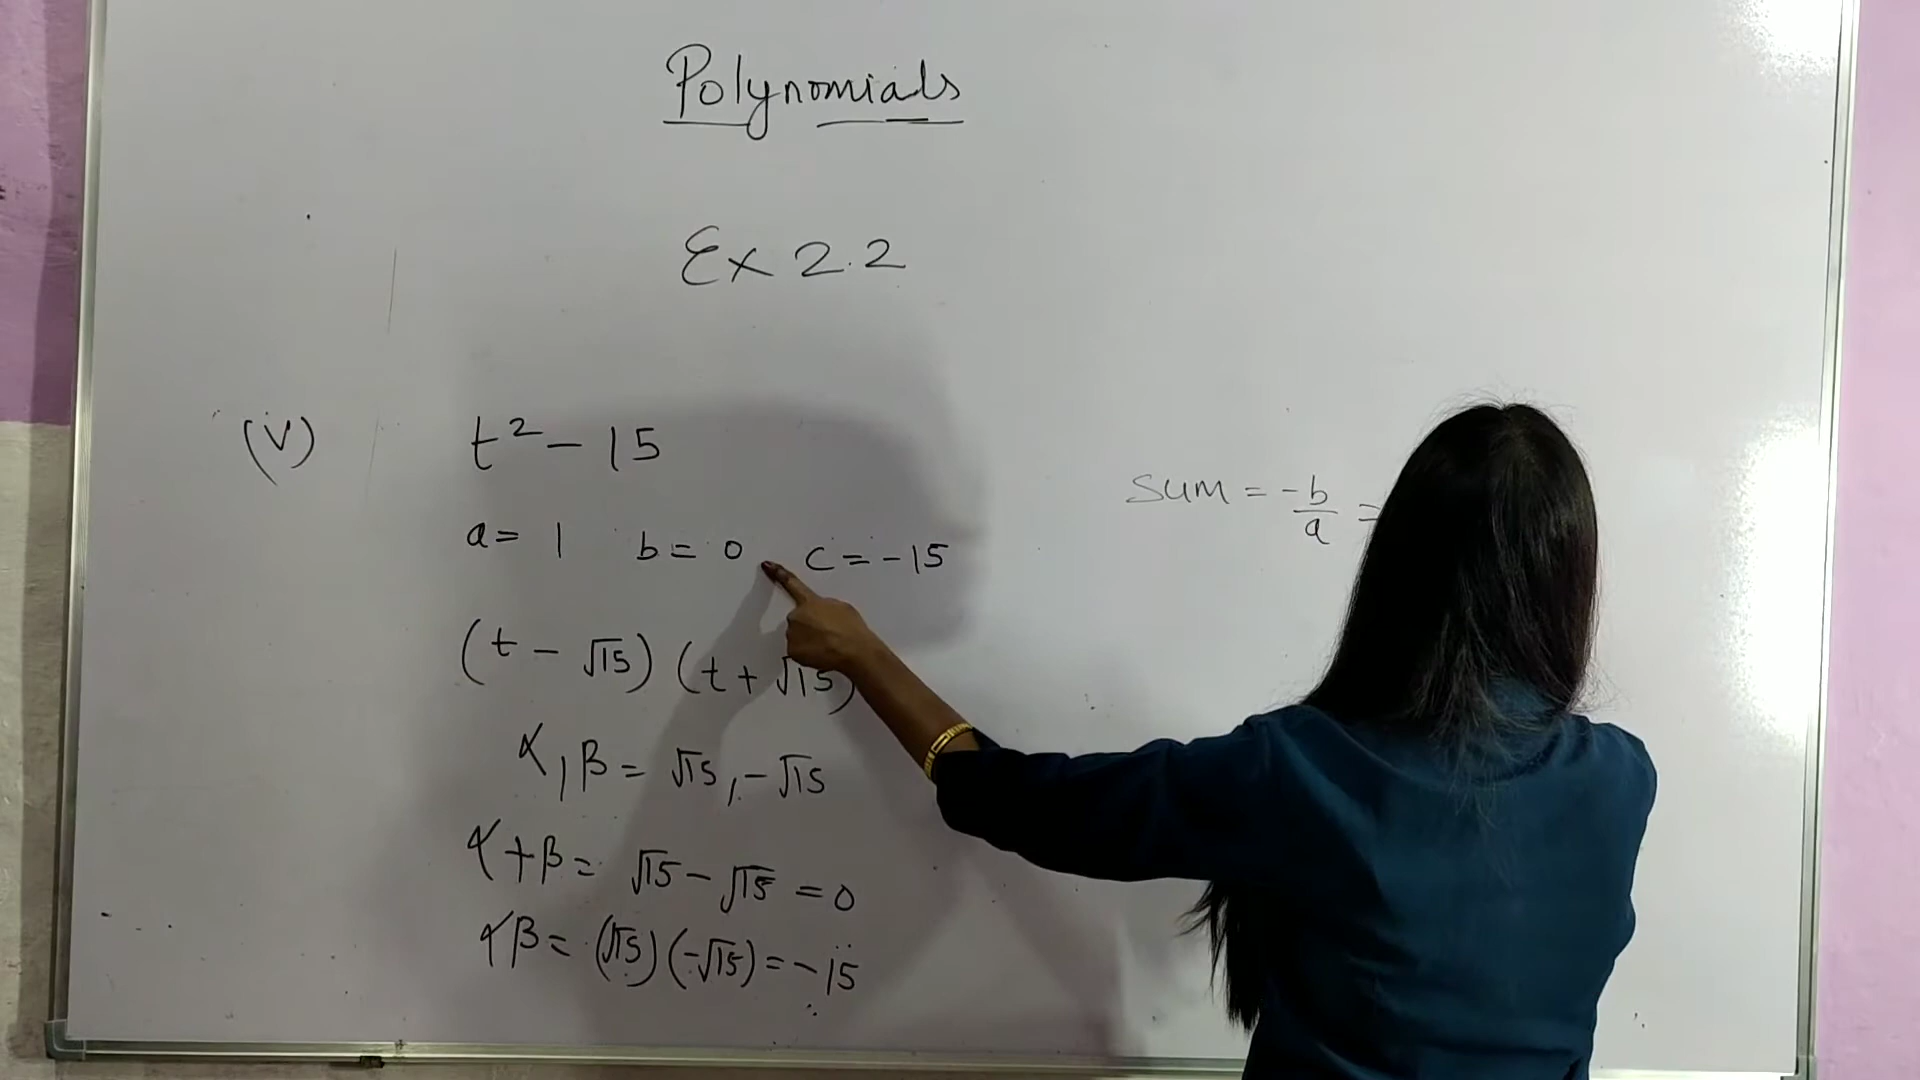 Polynomials
Ex 2.2
(V) t² - 15
a = 1 b = 0 c = -15
(t - √15) (t + √15)
α, β = √15, -√15
α + β = √15 - √15 = 0
αβ = (√15)(-√15) = -15
Sum = -b/a =